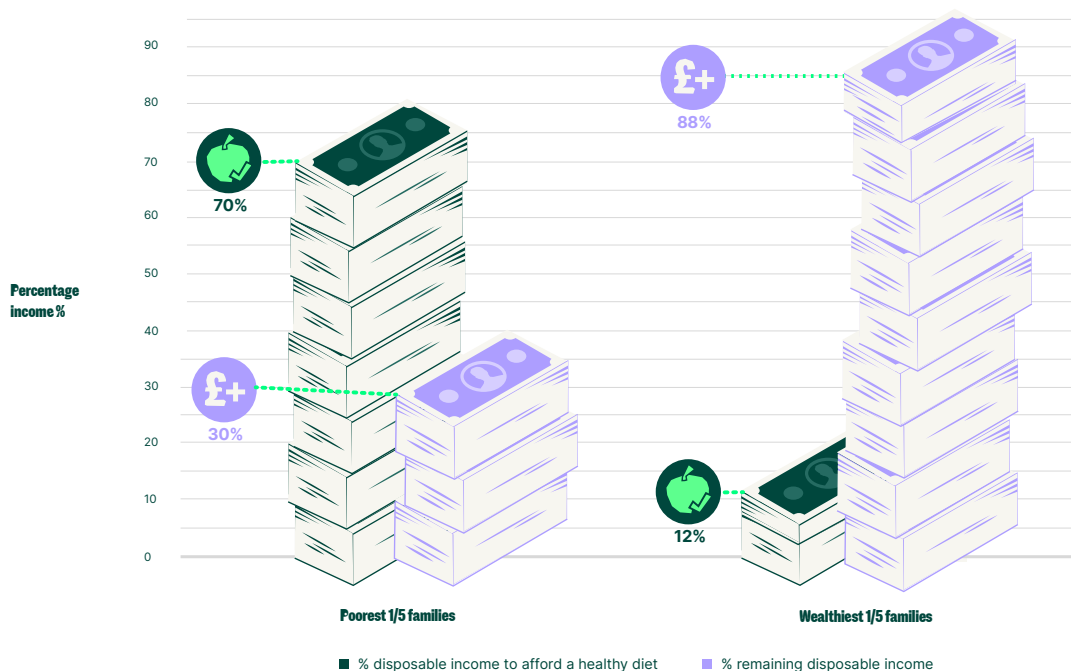 90
80
70
60
50
40
30
20
10
0
Percentage
income %
70%
£+
30%
£+
88%
12%
Poorest 1/5 families
Wealthiest 1/5 families
% disposable income to afford a healthy diet
% remaining disposable income